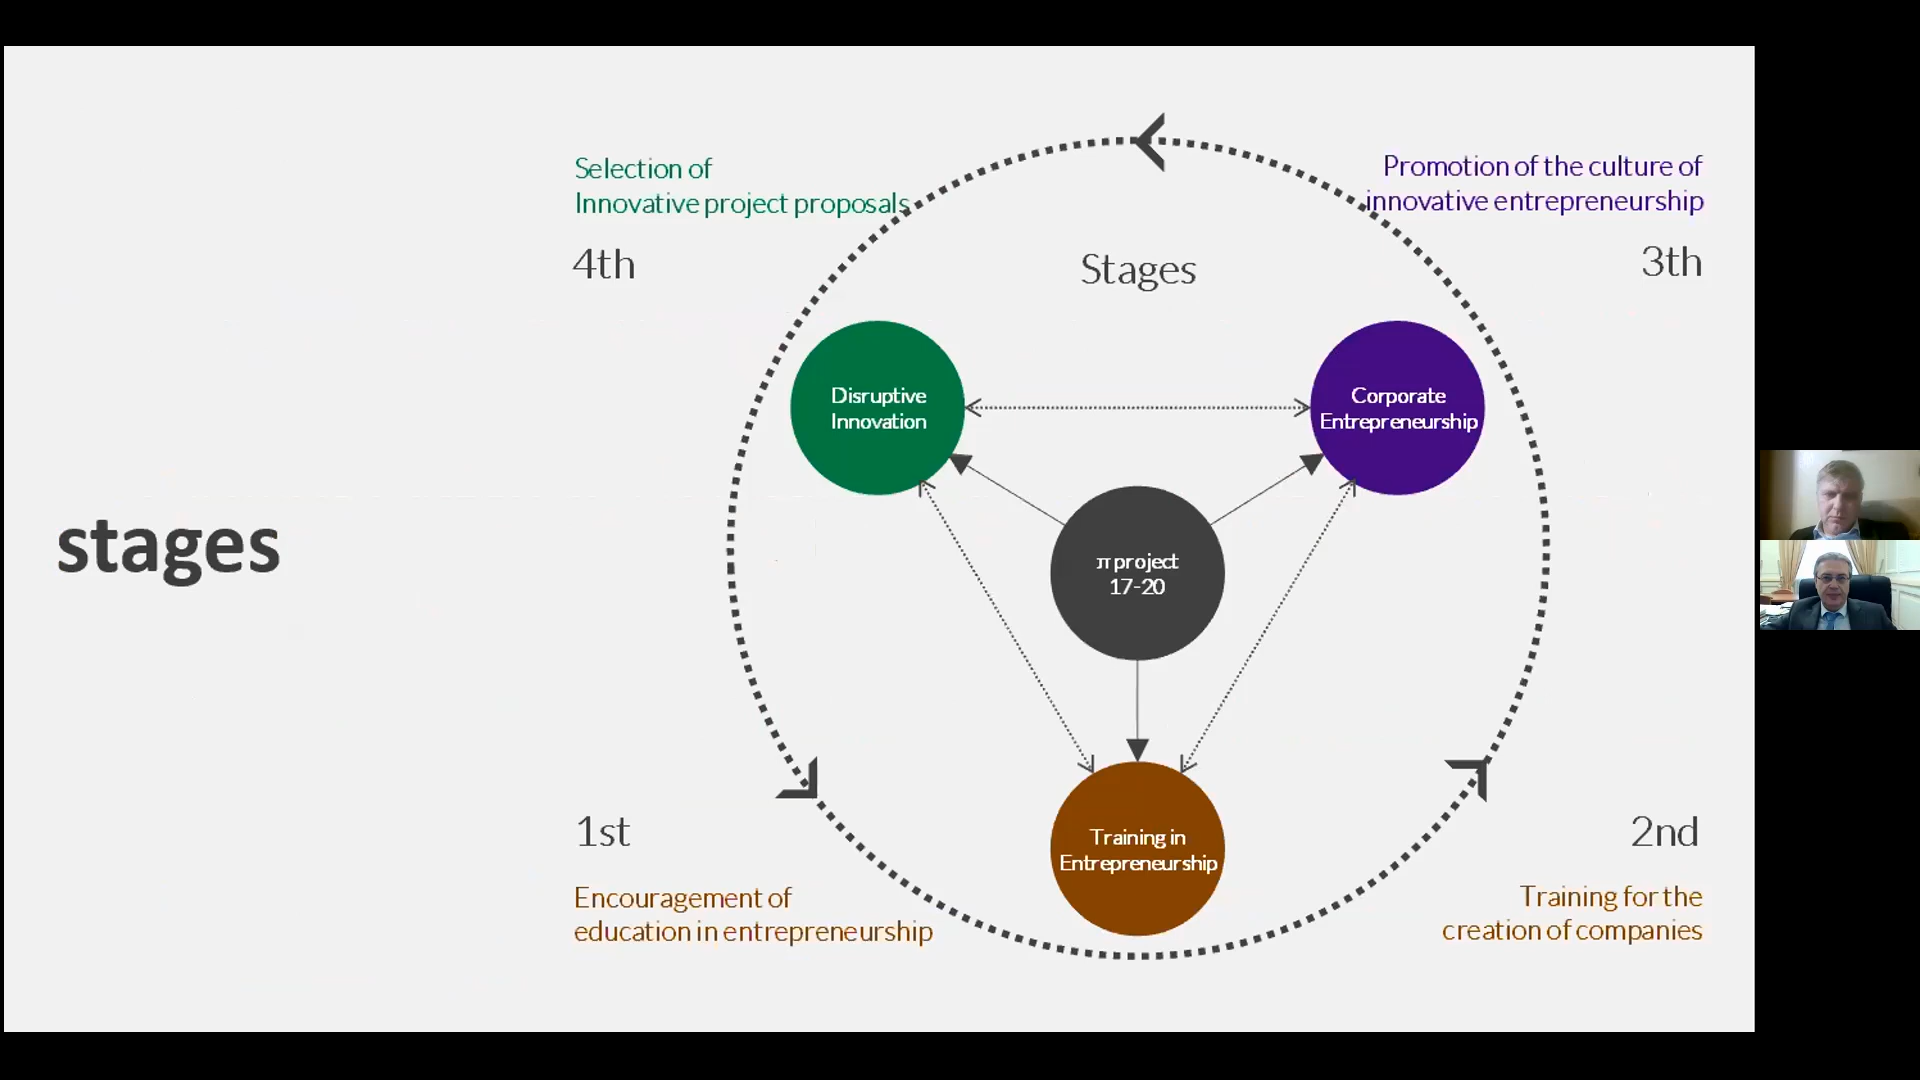 stages
Selection of
Innovative project proposals
4th
Promotion of the culture of
innovative entrepreneurship
3th
Stages
Disruptive
Innovation
Corporate
Entrepreneurship
π project
17-20
Training in
Entrepreneurship
1st
Encouragement of
education in entrepreneurship
2nd
Training for the
creation of companies